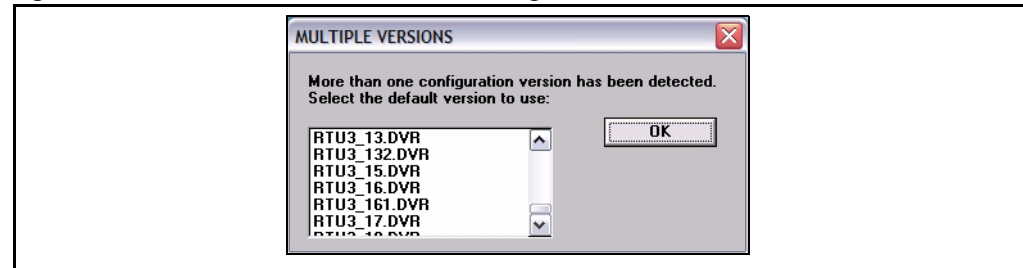 MULTIPLE VERSIONS
More than one configuration version has been detected.
Select the default version to use:
OK
RTU3_13.DVR
RTU3_132.DVR
RTU3_15.DVR
RTU3_16.DVR
RTU3_161.DVR
RTU3_17.DVR